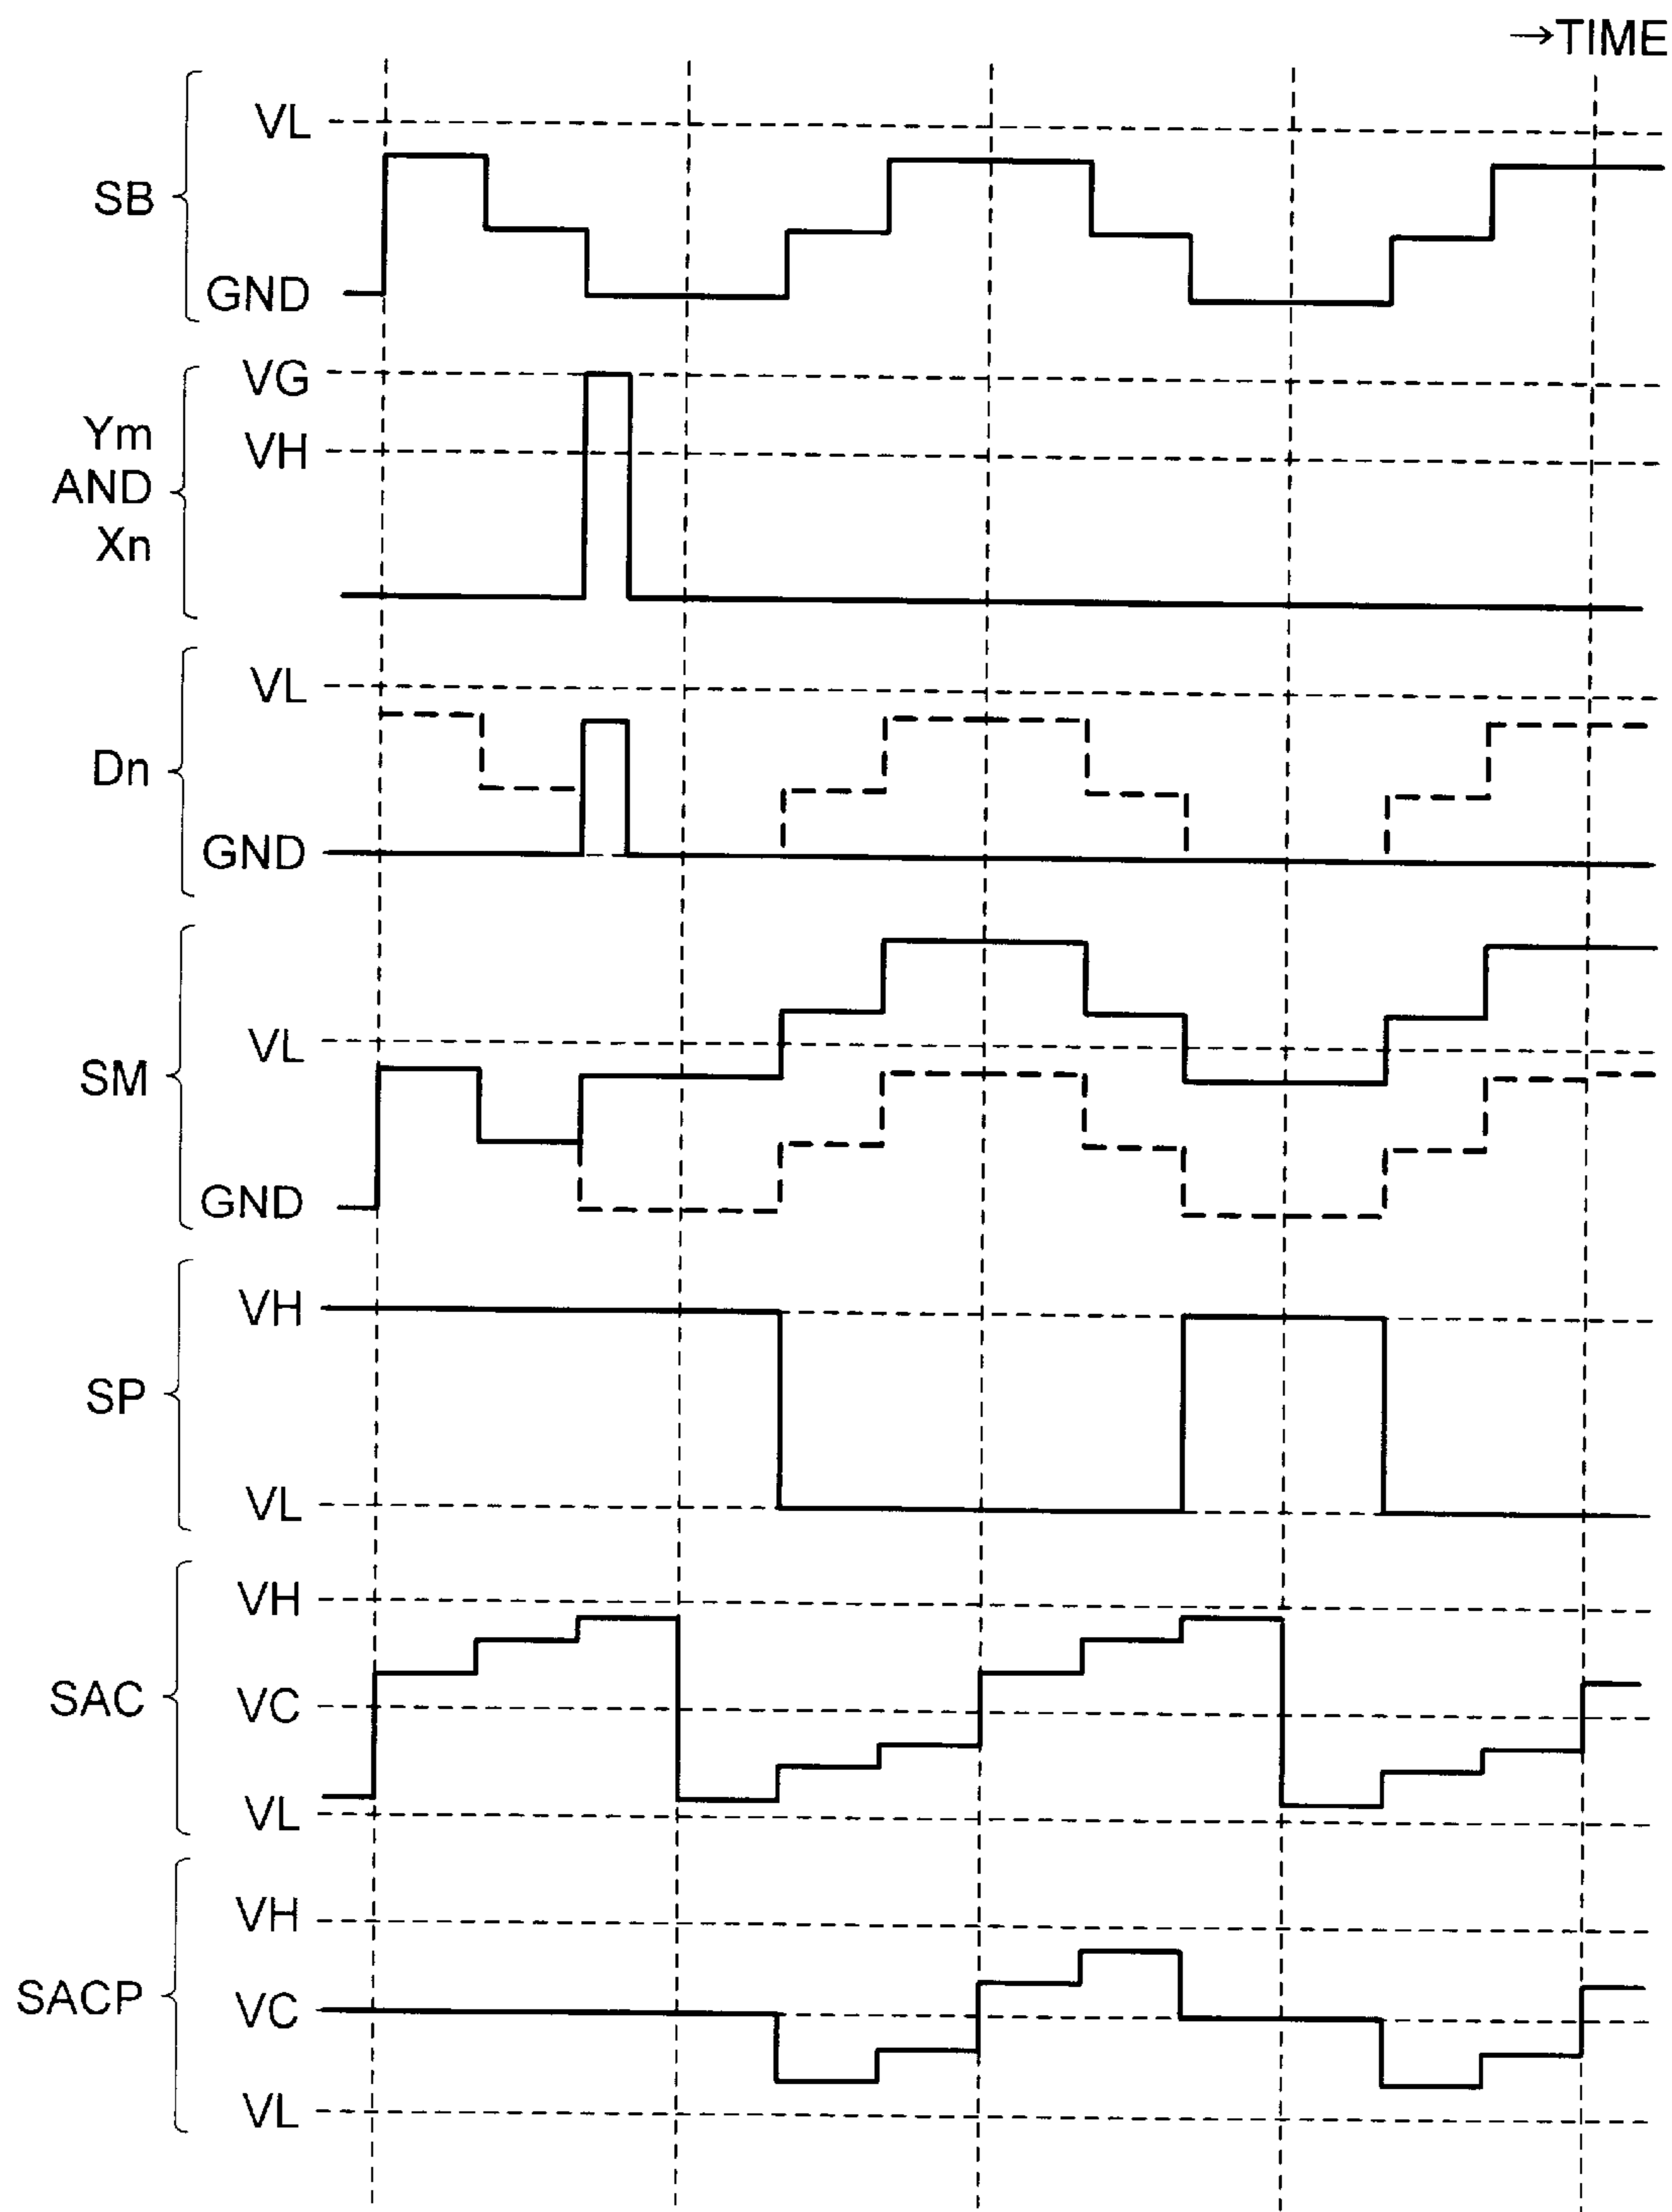 →TIME
VL
SB
GND
VG
Ym
AND
Xn
VH
VL
Dn
GND
VL
SM
GND
VH
SP
VL
VH
SAC
VC
VL
VH
SACP
VC
VL